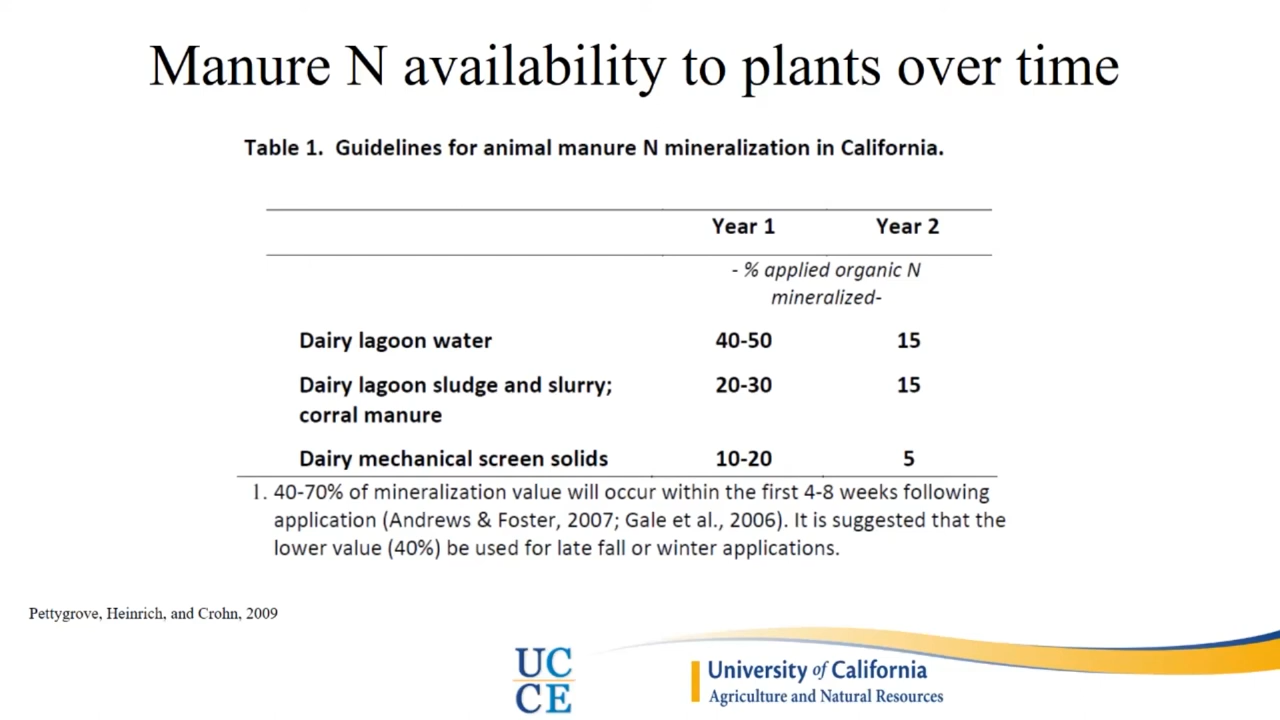 Manure N availability to plants over time
Table 1.  Guidelines for animal manure N mineralization in California.
Year 1 Year 2
- % applied organic N
mineralized-
Dairy lagoon water 40-50 15
Dairy lagoon sludge and slurry; 20-30 15
corral manure
Dairy mechanical screen solids 10-20 5
1. 40-70% of mineralization value will occur within the first 4-8 weeks following
application (Andrews & Foster, 2007; Gale et al., 2006). It is suggested that the
lower value (40%) be used for late fall or winter applications.
Pettygrove, Heinrich, and Crohn, 2009
UC
CE
University of California
Agriculture and Natural Resources